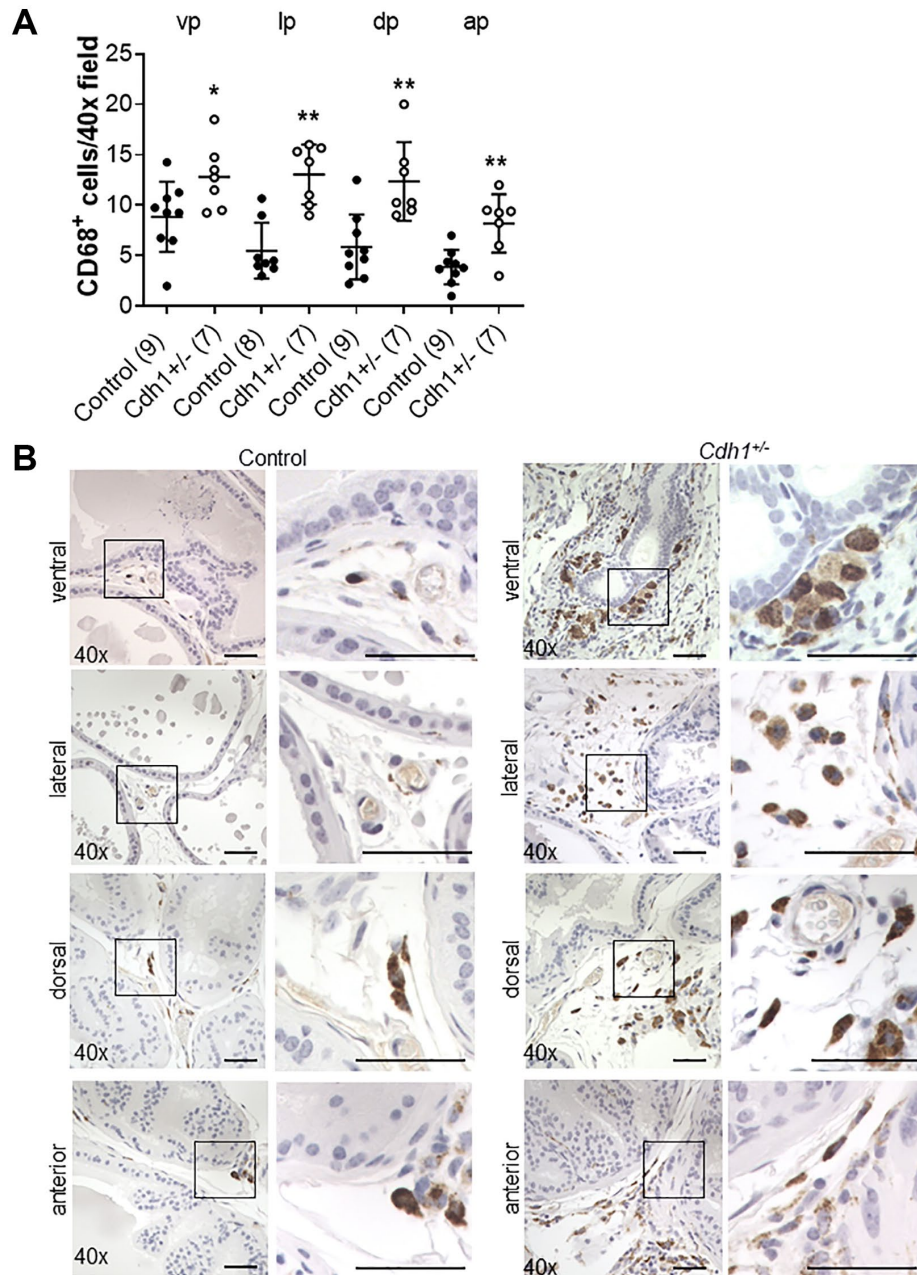 A
vp lp dp ap
CD68+ cells/40x field
25
20
15
10
5
0
* ** ** **
Control (9)
Cdh1+/- (7)
Control (8)
Cdh1+/- (7)
Control (9)
Cdh1+/- (7)
Control (9)
Cdh1+/- (7)
B
Control Cdh1+/-
ventral
40x
ventral
40x
lateral
40x
lateral
40x
dorsal
40x
dorsal
40x
anterior
40x
anterior
40x